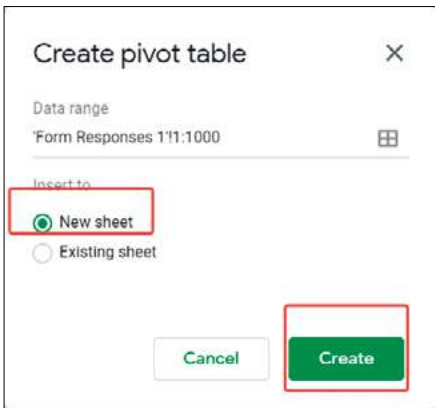 Create pivot table
Data range
'Form Responses 1'!1:1000
Insert to
New sheet
Existing sheet
Cancel
Create